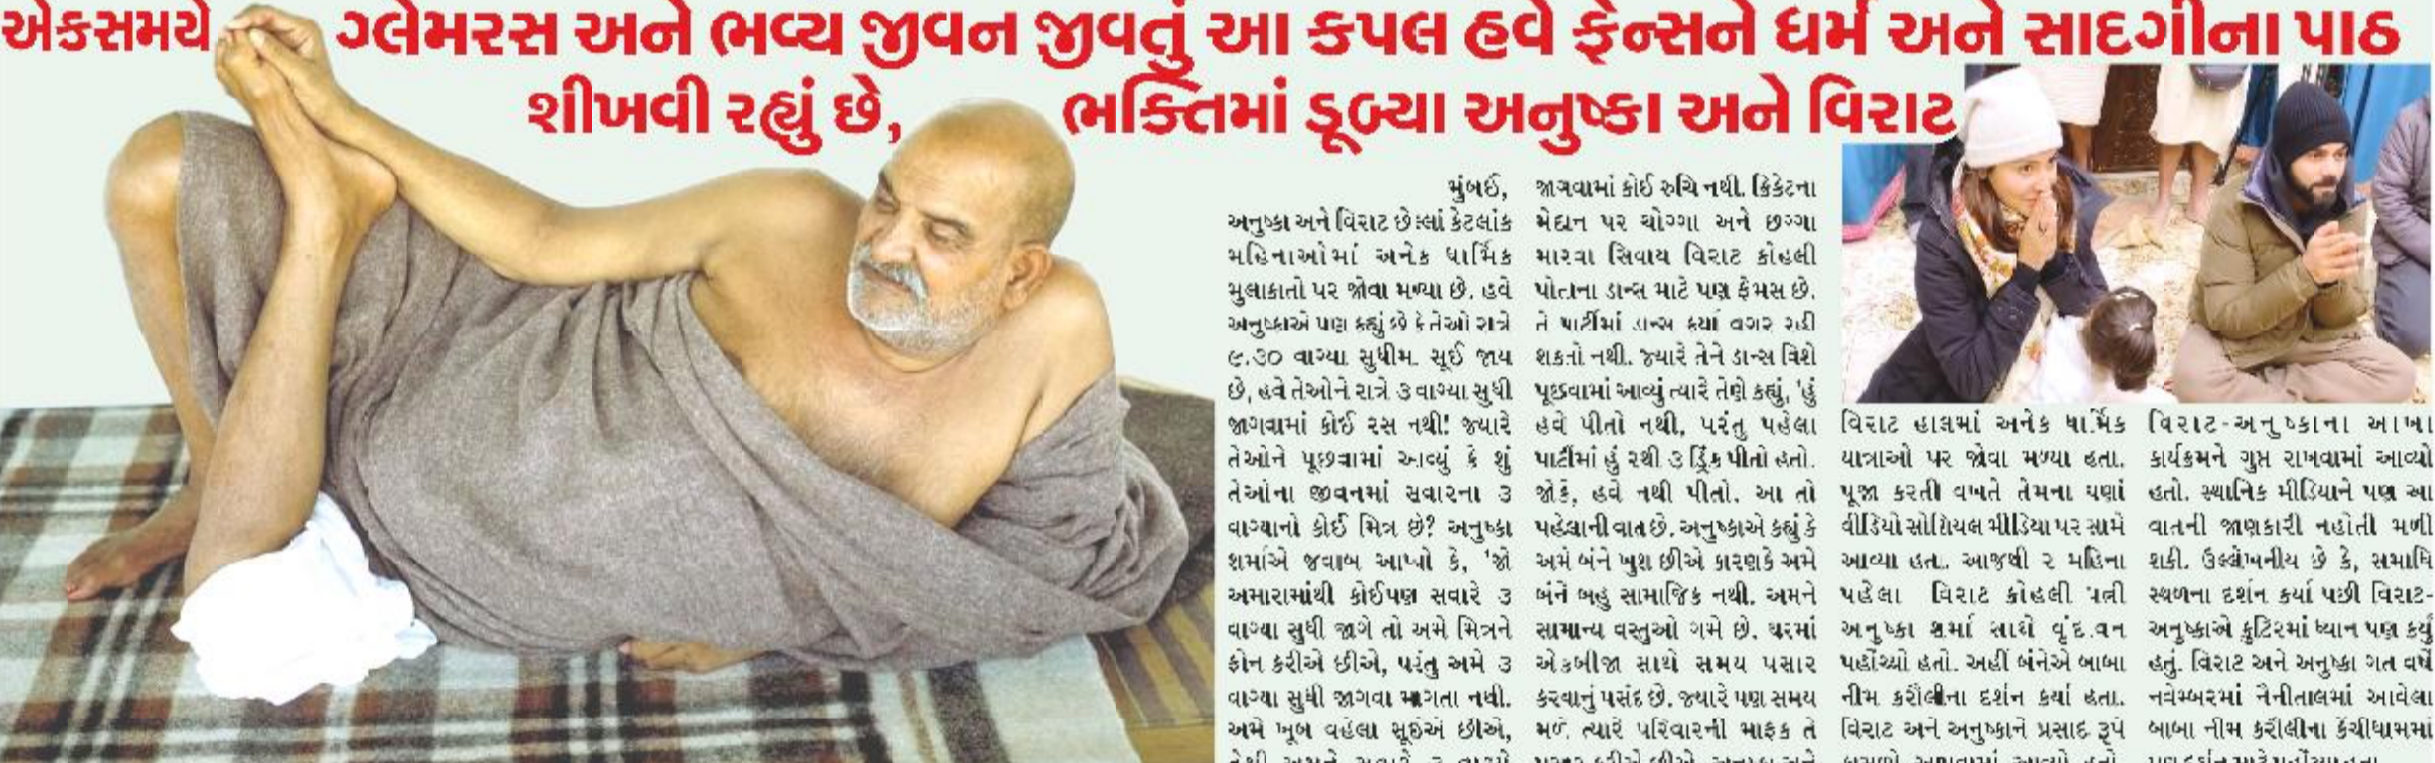 એકસમયે ગ્લેમરસ અને ભવ્ય જીવન જીવતું આ કપલ હવે ફેન્સને ધર્મ અને સાદગીના પાઠ
શીખવી રહ્યું છે, ભક્તિમાં ડૂબ્યા અનુષ્કા અને વિરાટ
મુંબઈ,
અનુષ્કા અને વિરાટ છેલ્લાં કેટલાંક
મહિનાઓમાં અનેક ધાર્મિક
મુલાકાતો પર જોવા મળ્યા છે. હવે
અનુષ્કાએ પણ કહ્યું છે કે તેઓ રાત્રે
૯.૩૦ વાગ્યા સુધીમ. સૂઈ જાય
છે, હવે તેઓને રાત્રે ૩ વાગ્યા સુધી
જાગવામાં કોઈ રસ નથી! જ્યારે
તેઓને પૂછવામાં આવ્યું કે શું
તેઓના જીવનમાં સવારના ૩
વાગ્યાનો કોઈ મિત્ર છે? અનુષ્કા
શર્માએ જવાબ આપ્યો કે, 'જો
અમારામાંથી કોઈપણ સવારે ૩
વાગ્યા સુધી જાગે તો અમે મિત્રને
ફોન કરીએ છીએ, પરંતુ અમે ૩
વાગ્યા સુધી જાગવા માગતા નથી.
અમે ખૂબ વહેલા સૂઈએ છીએ,
જાગવામાં કોઈ રુચિ નથી. ક્રિકેટના
મેદાન પર ચોગ્ગા અને છગ્ગા
મારવા સિવાય વિરાટ કોહલી
પોતાના ડાન્સ માટે પણ ફેમસ છે.
તે પાર્ટીમાં ડાન્સ કર્યા વગર રહી
શકતો નથી. જ્યારે તેને ડાન્સ વિશે
પૂછવામાં આવ્યું ત્યારે તેણે કહ્યું, 'હું
હવે પીતો નથી, પરંતુ પહેલા
પાર્ટીમાં હું ૨થી ૩ ડ્રિંક પીતો હતો.
જોકે, હવે નથી પીતો. આ તો
પહેલાની વાત છે. અનુષ્કાએ કહ્યું કે
અમે બંને ખુશ છીએ કારણકે અમે
બંને બહુ સામાજિક નથી. અમને
સામાન્ય વસ્તુઓ ગમે છે. ઘરમાં
એકબીજા સાથે સમય પસાર
કરવાનું પસંદ છે. જ્યારે પણ સમય
મળે ત્યારે પરિવારની માફક તે
વિરાટ હાલમાં અનેક ધાર્મિક
યાત્રાઓ પર જોવા મળ્યા હતા.
પૂજા કરતી વખતે તેમના ઘણાં
વીડિયો સોશિયલ મીડિયા પર સામે
આવ્યા હતા. આજથી ૨ મહિના
પહેલા વિરાટ કોહલી પત્ની
અનુષ્કા શર્મા સાથે વૃંદાવન
પહોંચ્યો હતો. અહીં બંનેએ બાબા
નીમ કરૌલીના દર્શન કર્યા હતા.
વિરાટ અને અનુષ્કાને પ્રસાદ રૂપે
વિરાટ-અનુષ્કાના આખા
કાર્યક્રમને ગુપ્ત રાખવામાં આવ્યો
હતો. સ્થાનિક મીડિયાને પણ આ
વાતની જાણકારી નહોતી મળી
શકી. ઉલ્લેખનીય છે કે, સમાધિ
સ્થળના દર્શન કર્યા પછી વિરાટ-
અનુષ્કાએ કુટિરમાં ધ્યાન પણ કર્યું
હતું. વિરાટ અને અનુષ્કા ગત વર્ષે
નવેમ્બરમાં નૈનીતાલમાં આવેલા
બાબા નીમ કરૌલીના કેંચીધામમાં